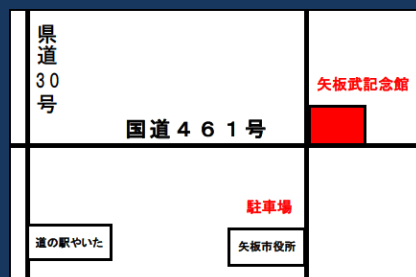 県道30号
矢板武記念館
国道４６１号
駐車場
道の駅やいた
矢板市役所